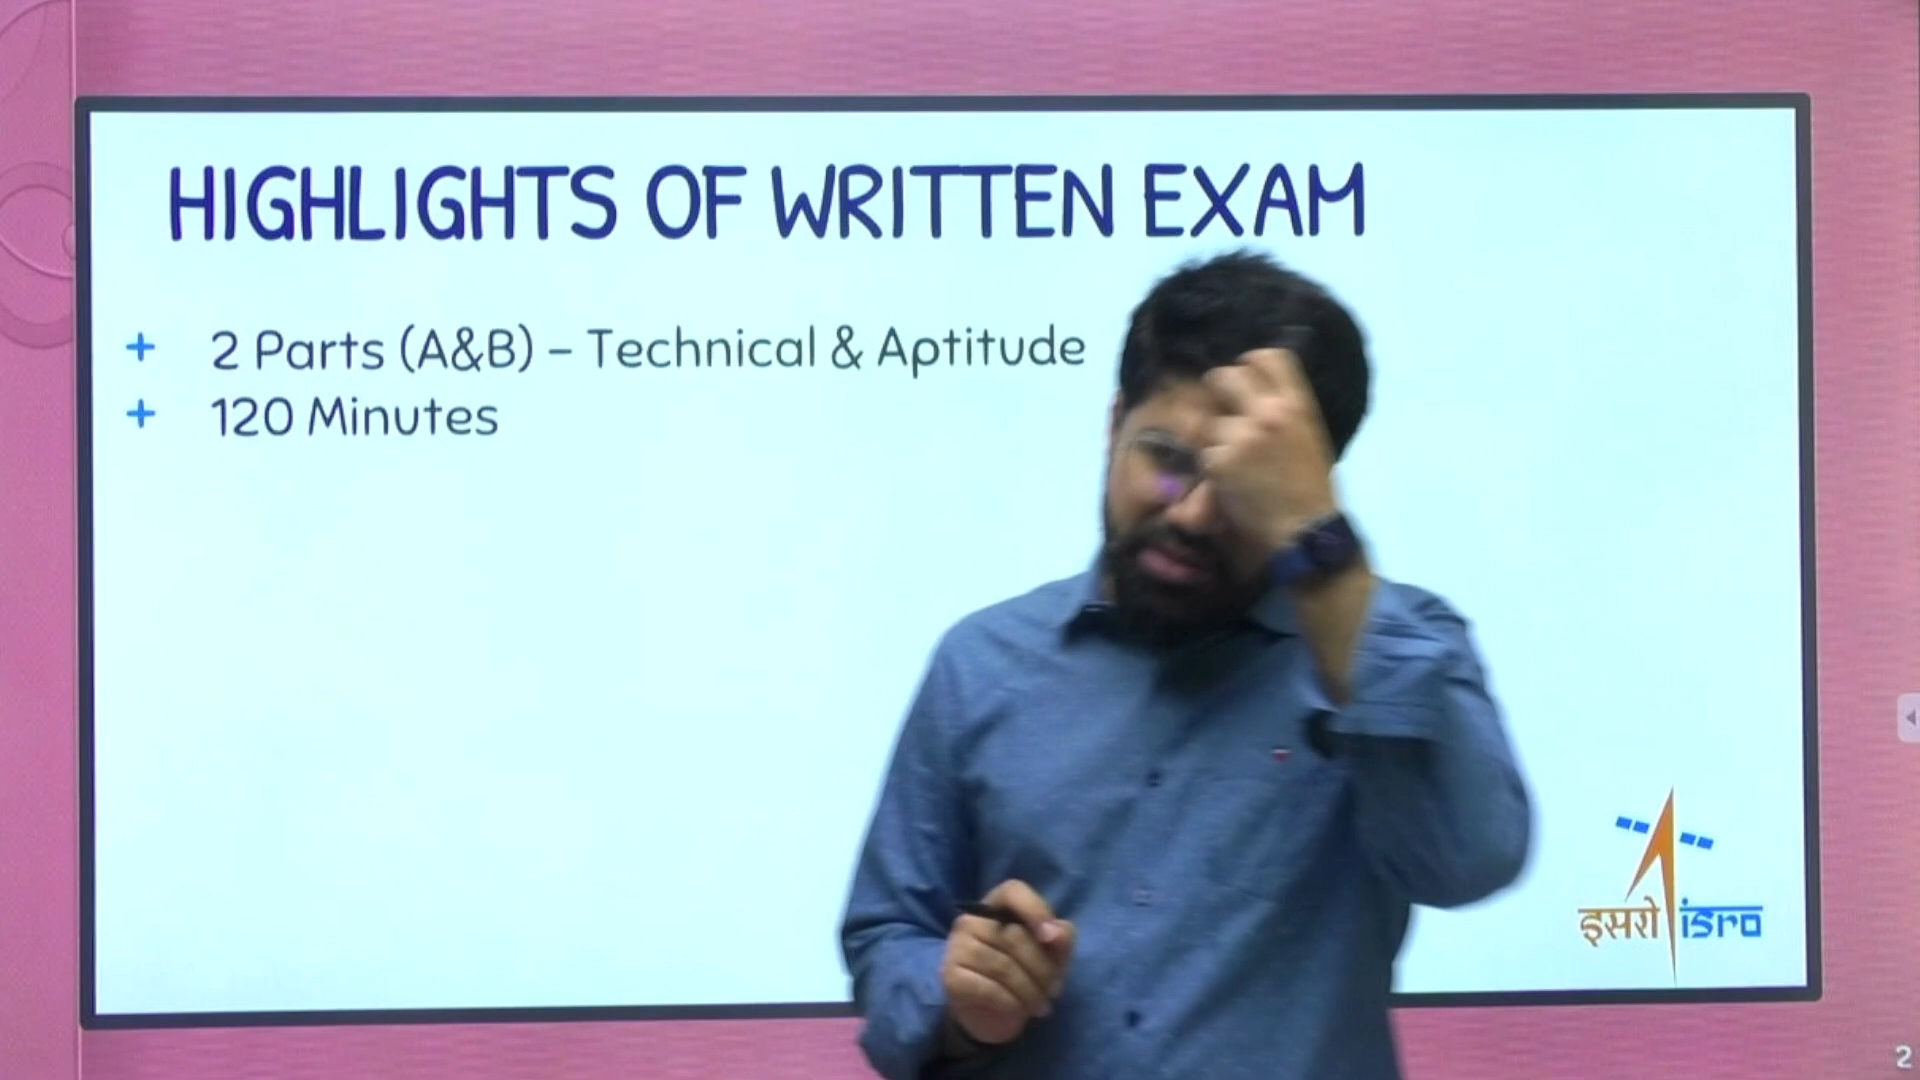 HIGHLIGHTS OF WRITTEN EXAM
+ 2 Parts (A&B) – Technical & Aptitude
+ 120 Minutes
इसरो isro
2